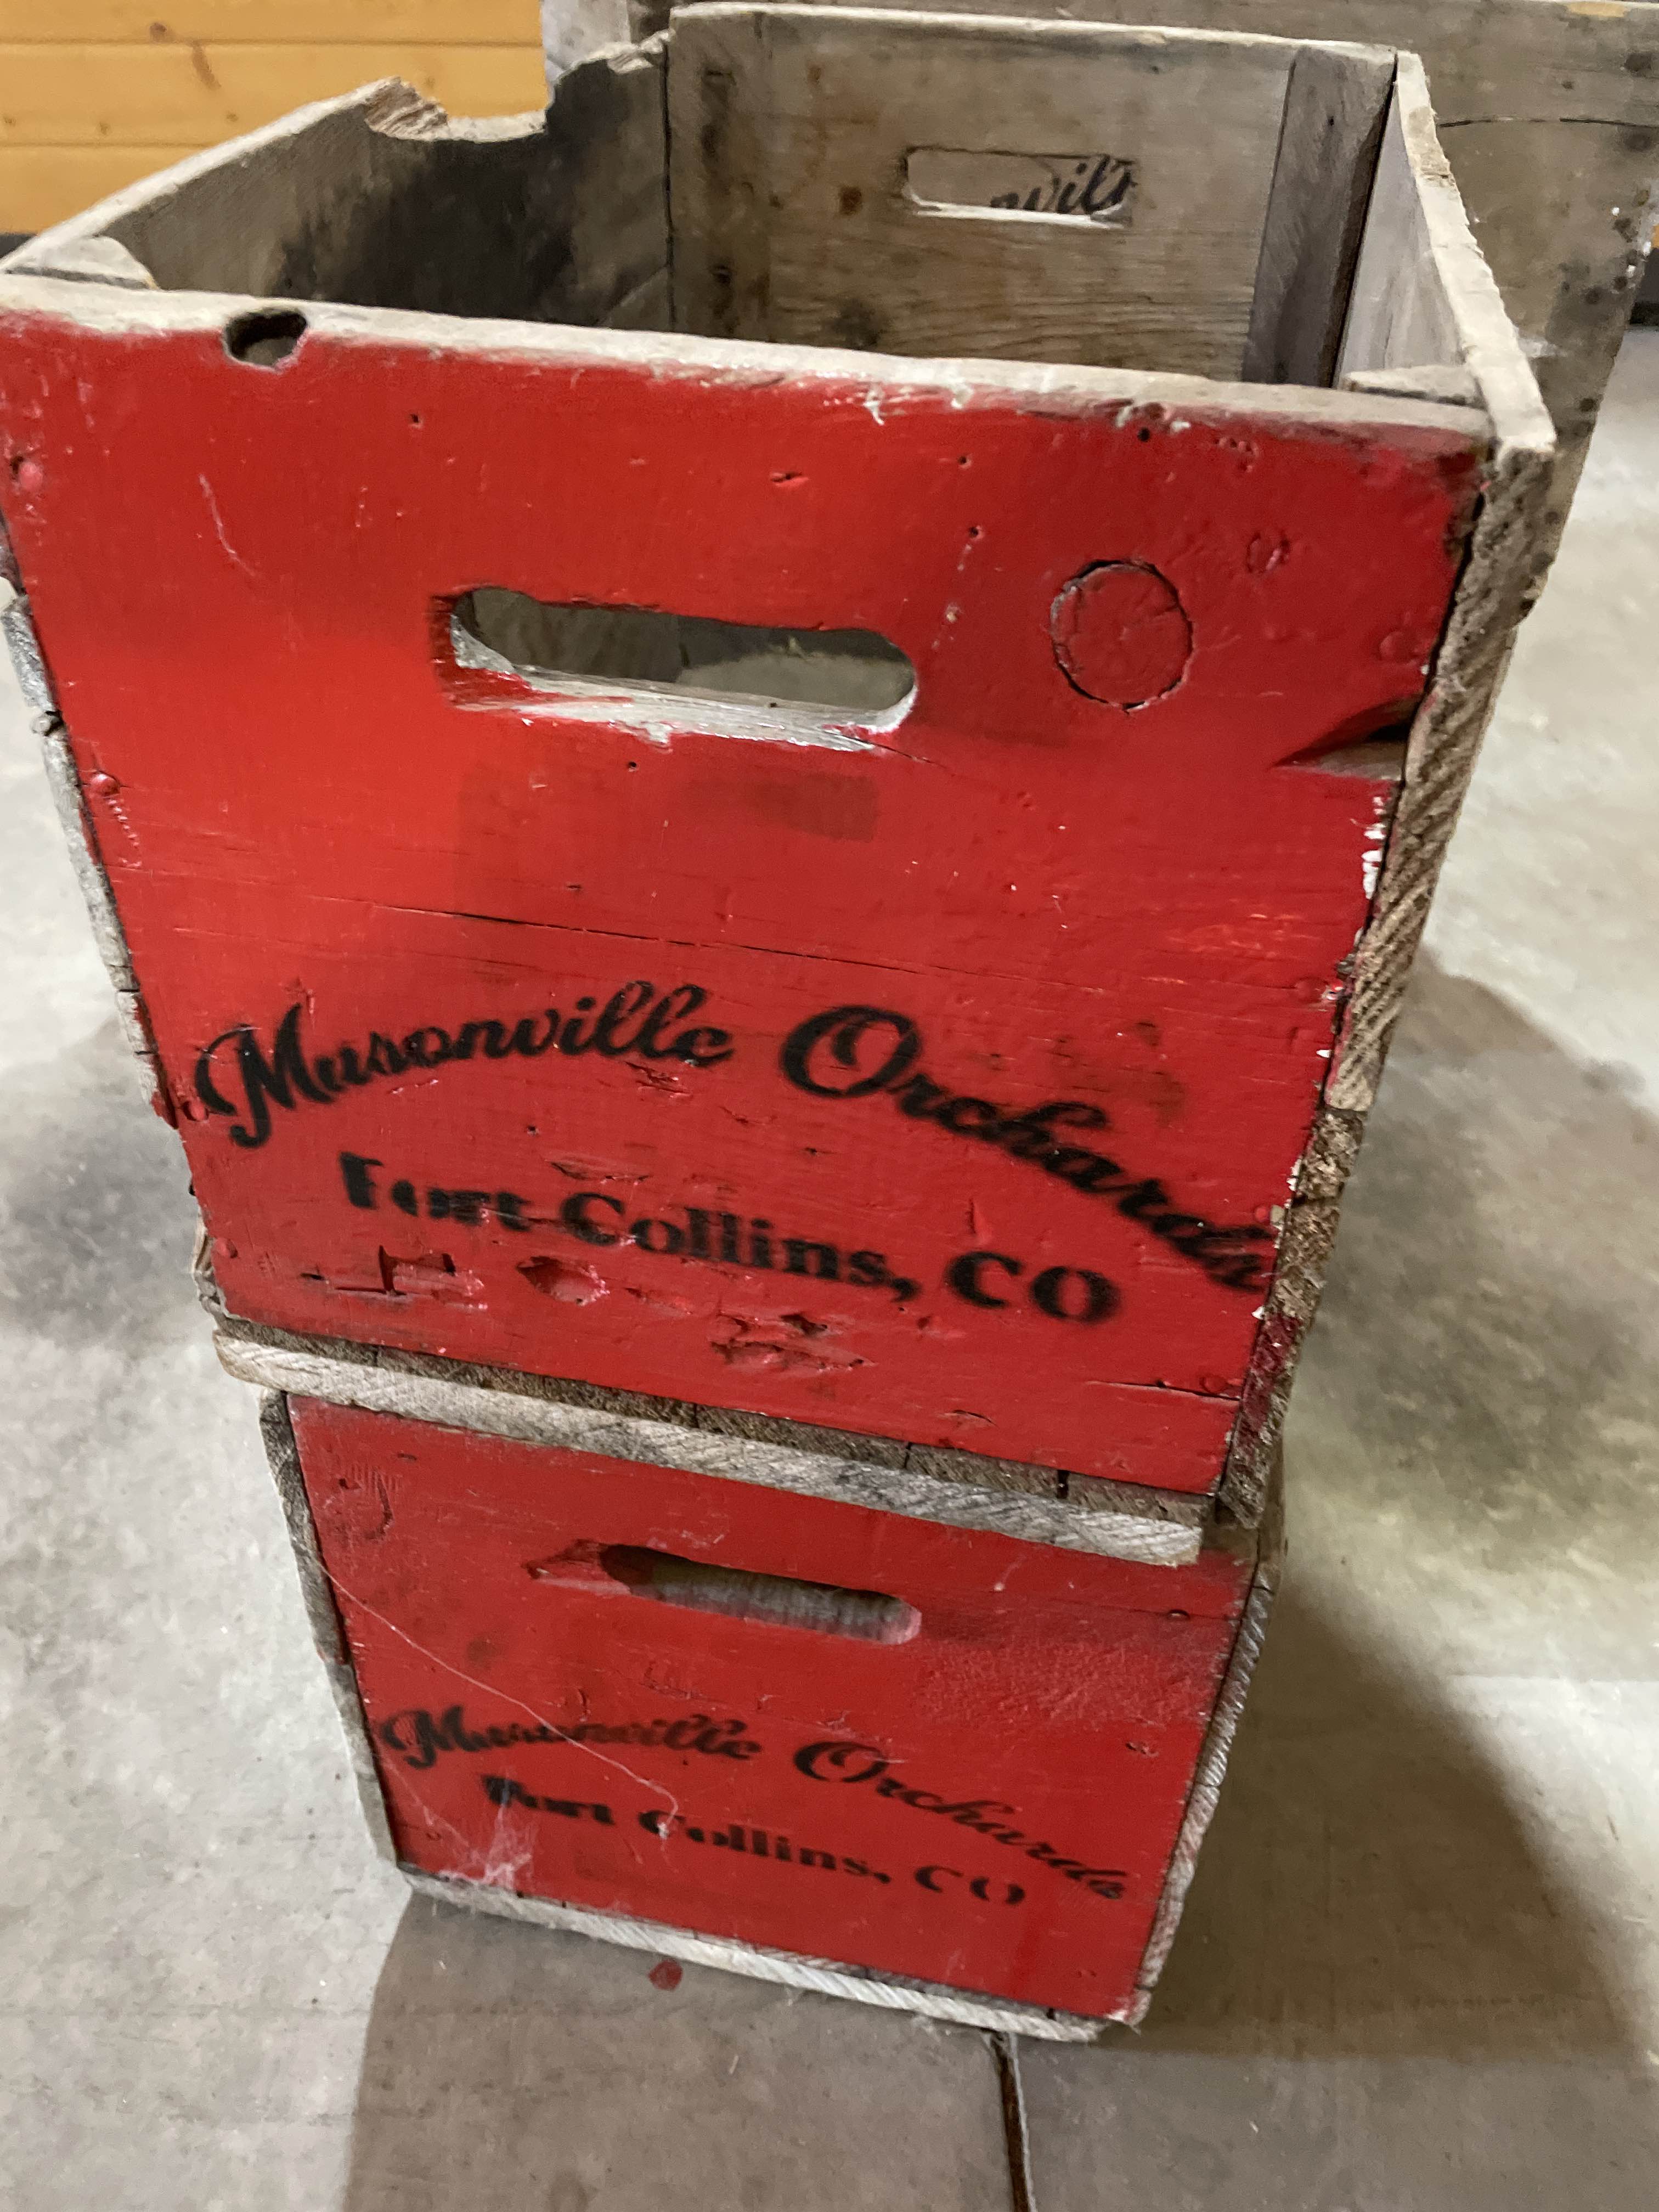 Masonville Orchards
Fort Collins, CO
Masonville Orchards
Fort Collins, CO